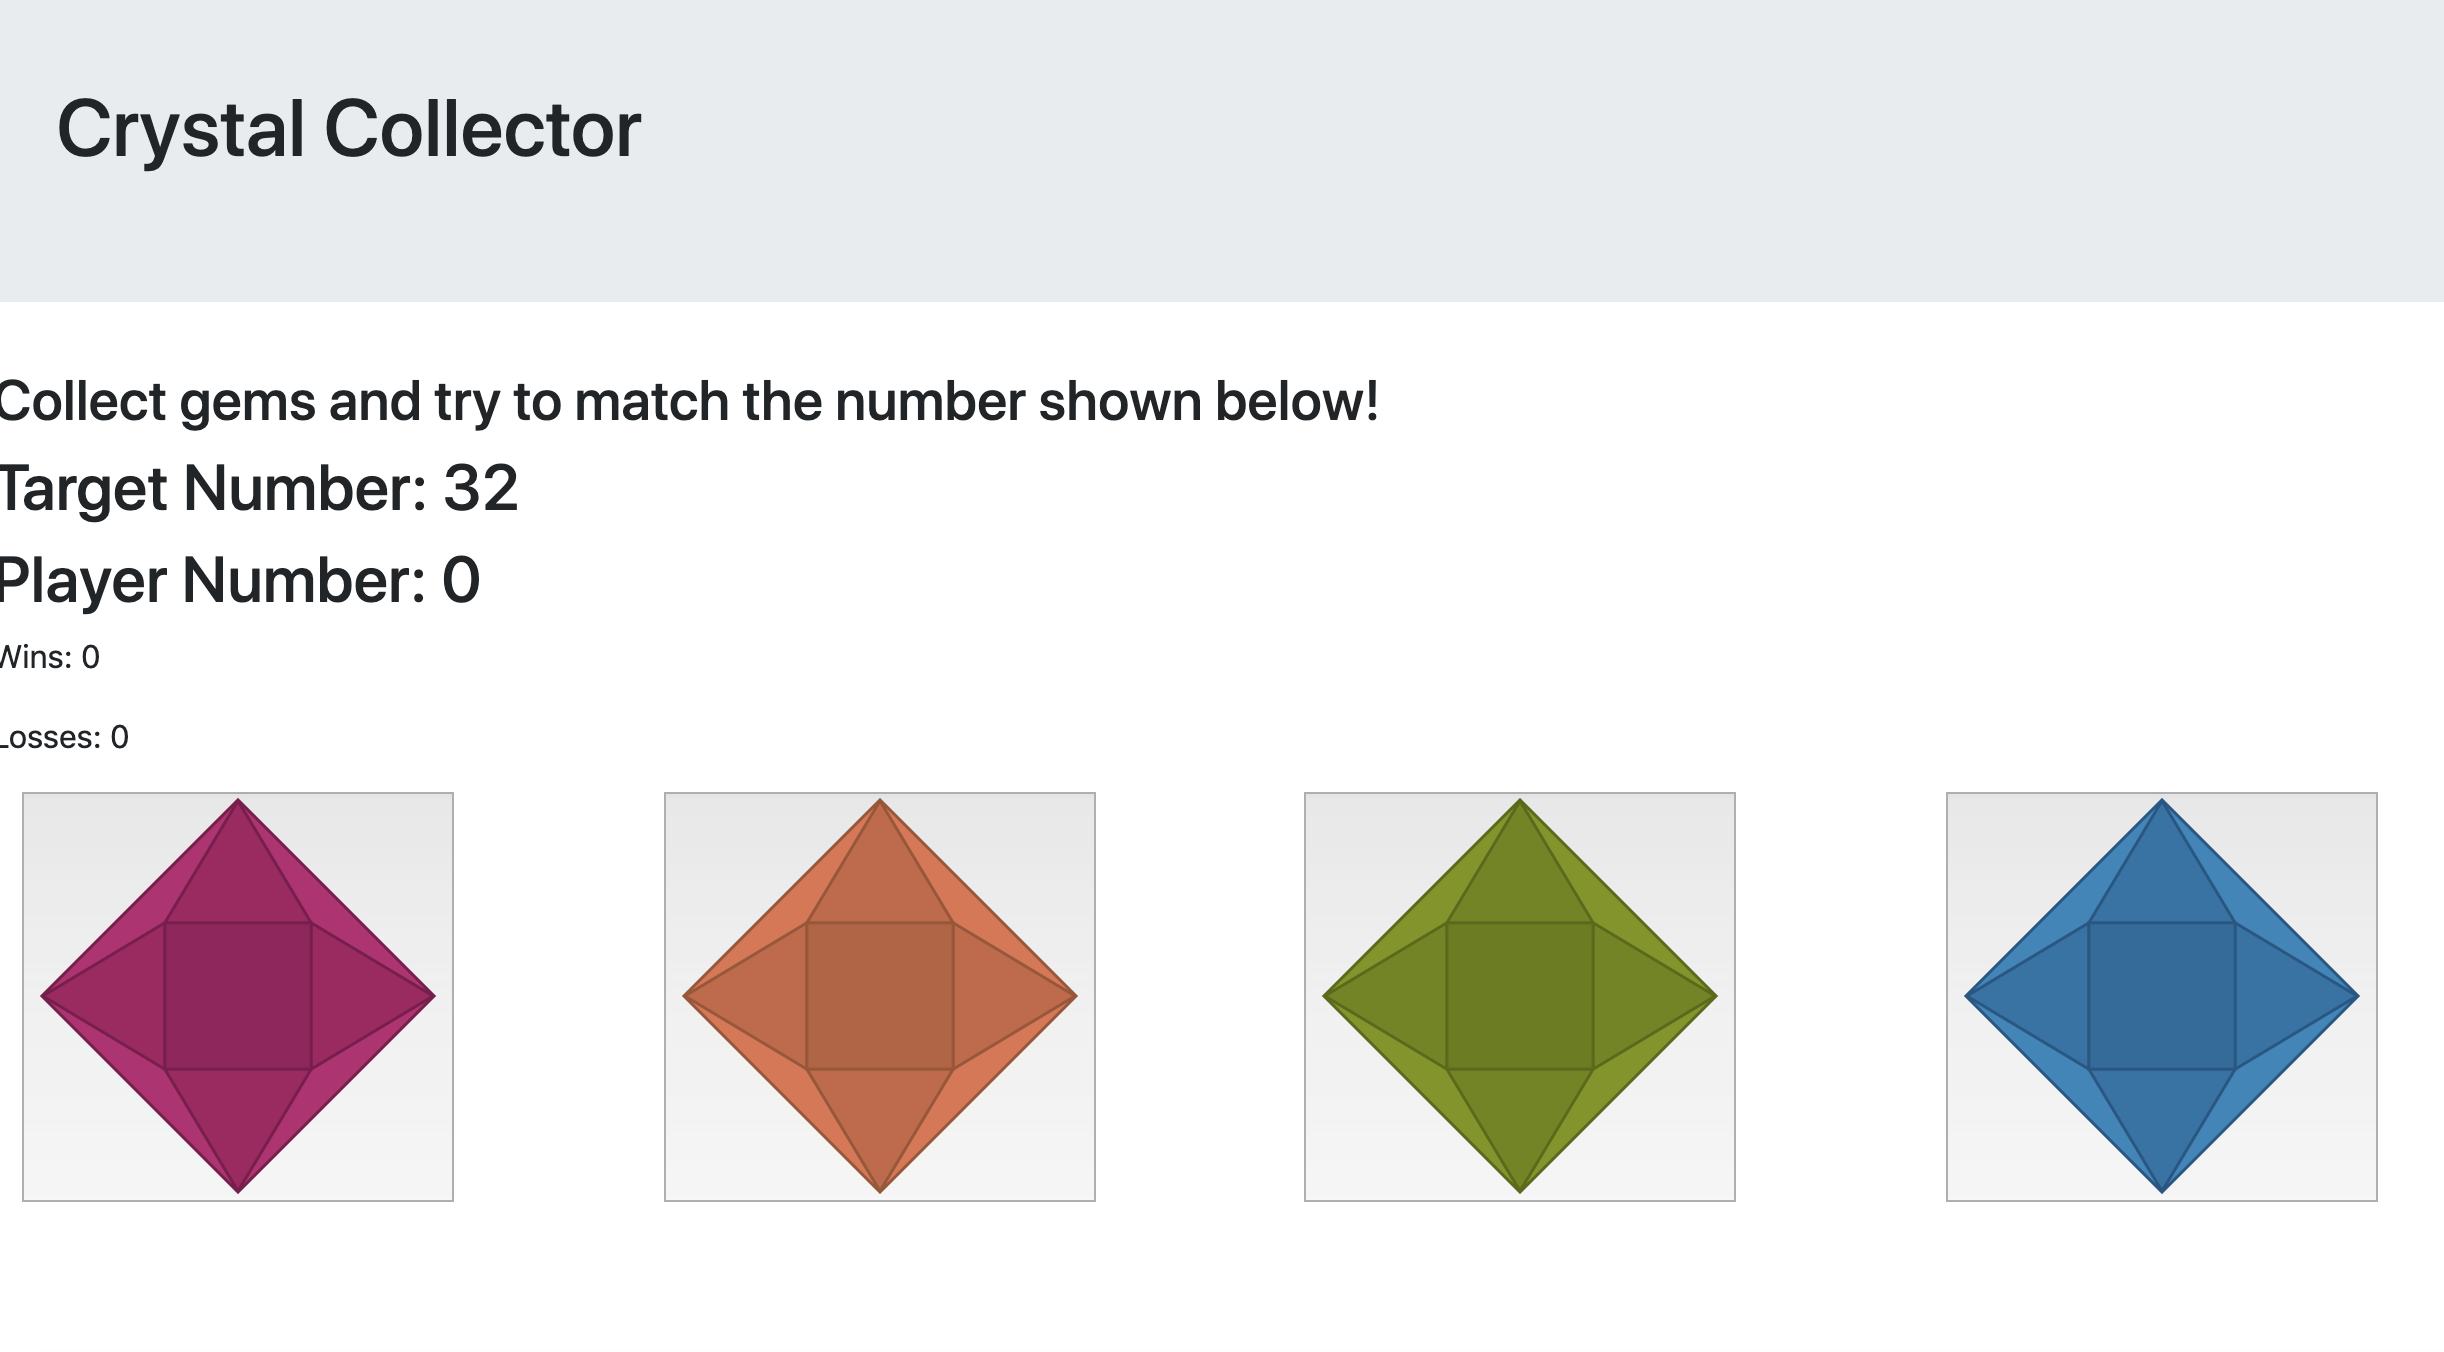 Crystal Collector
Collect gems and try to match the number shown below!
Target Number: 32
Player Number: 0
Wins: 0
Losses: 0